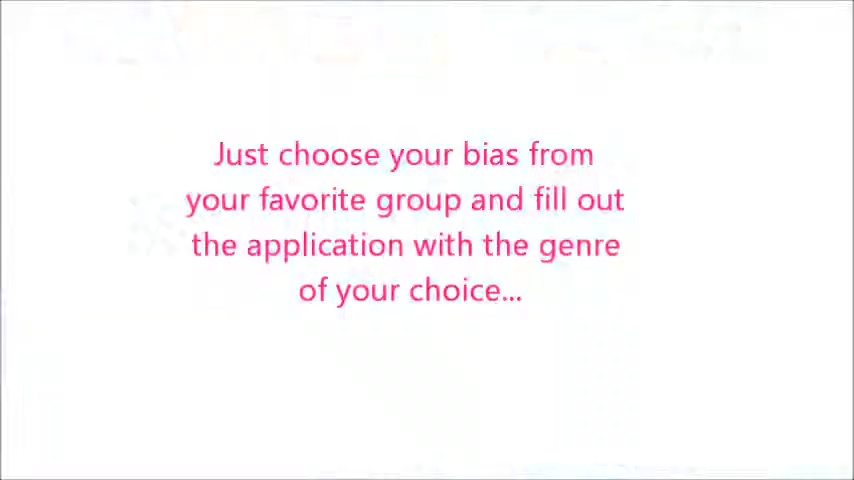 Just choose your bias from
your favorite group and fill out
the application with the genre
of your choice...